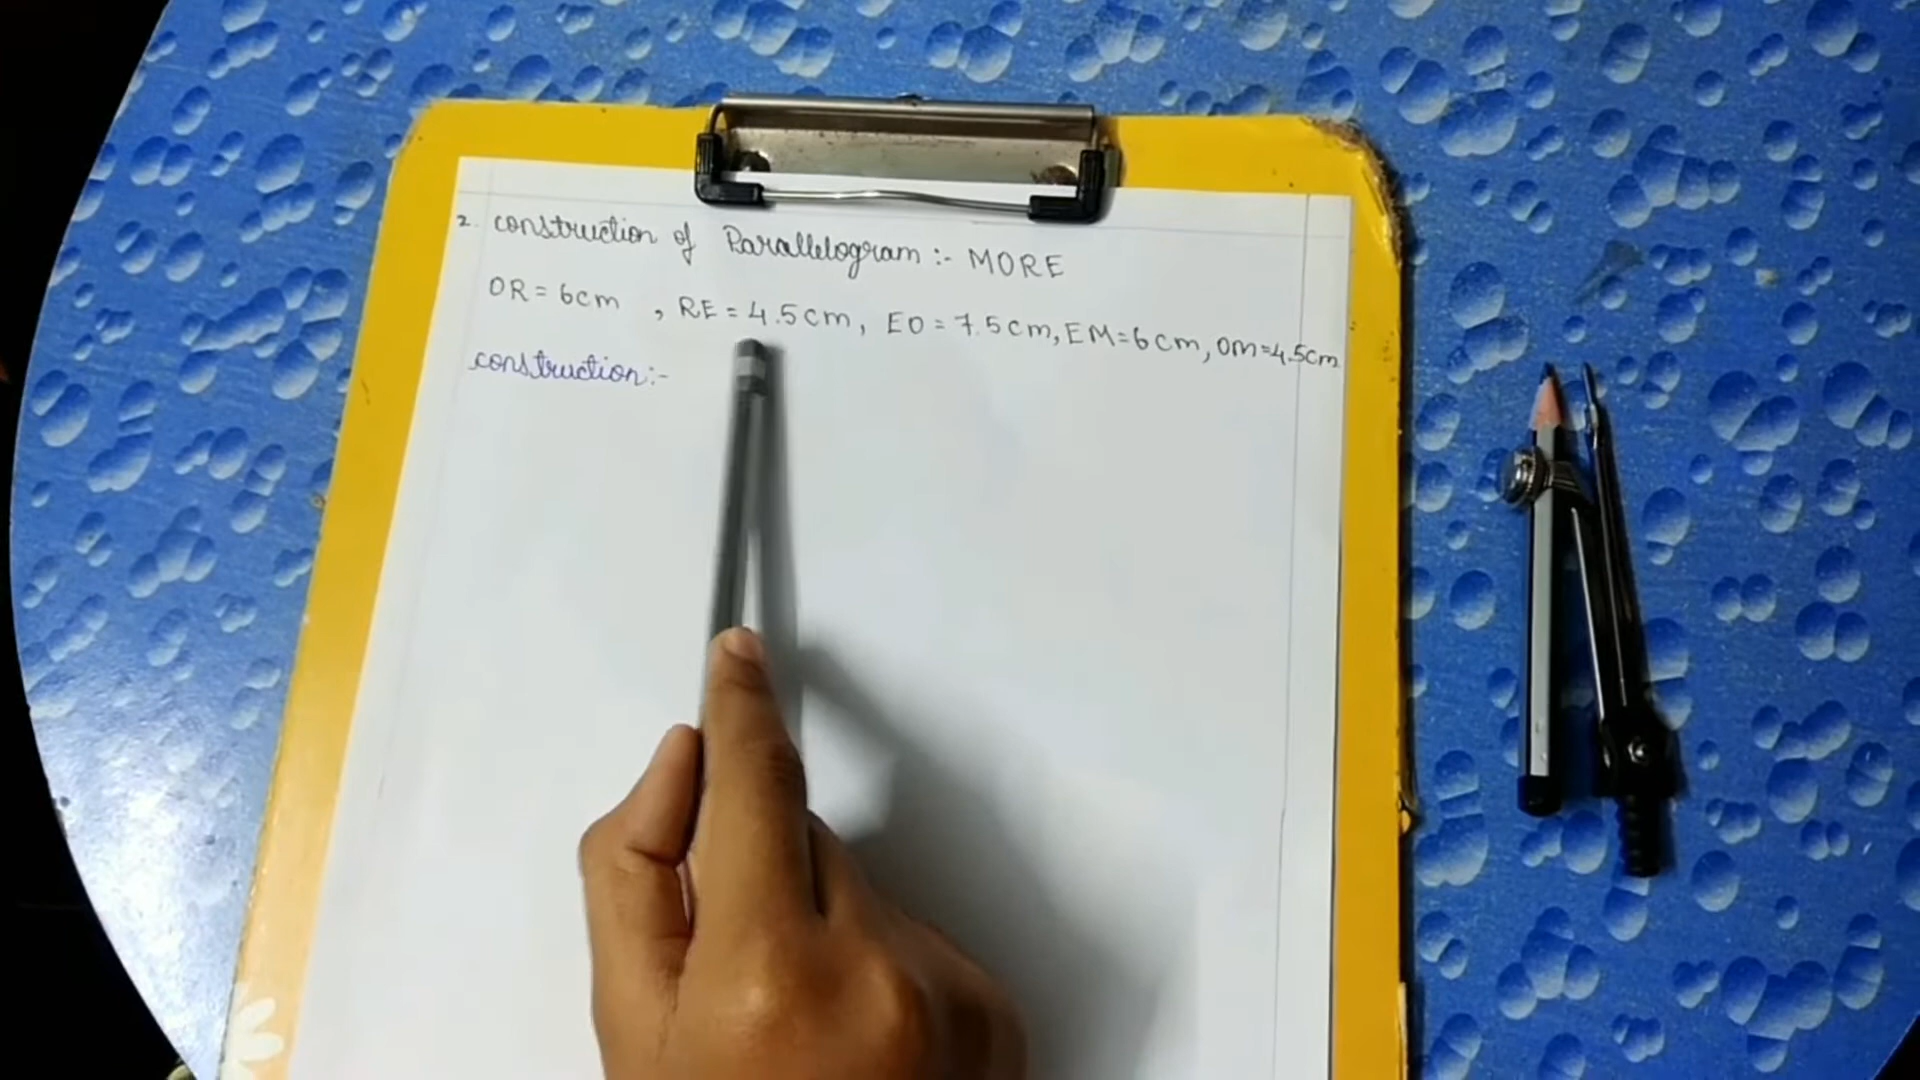 2. construction of Parallelogram :- MORE
OR = 6cm , RE = 4.5cm, EO = 7.5cm, EM=6cm, OM=4.5cm
construction:-